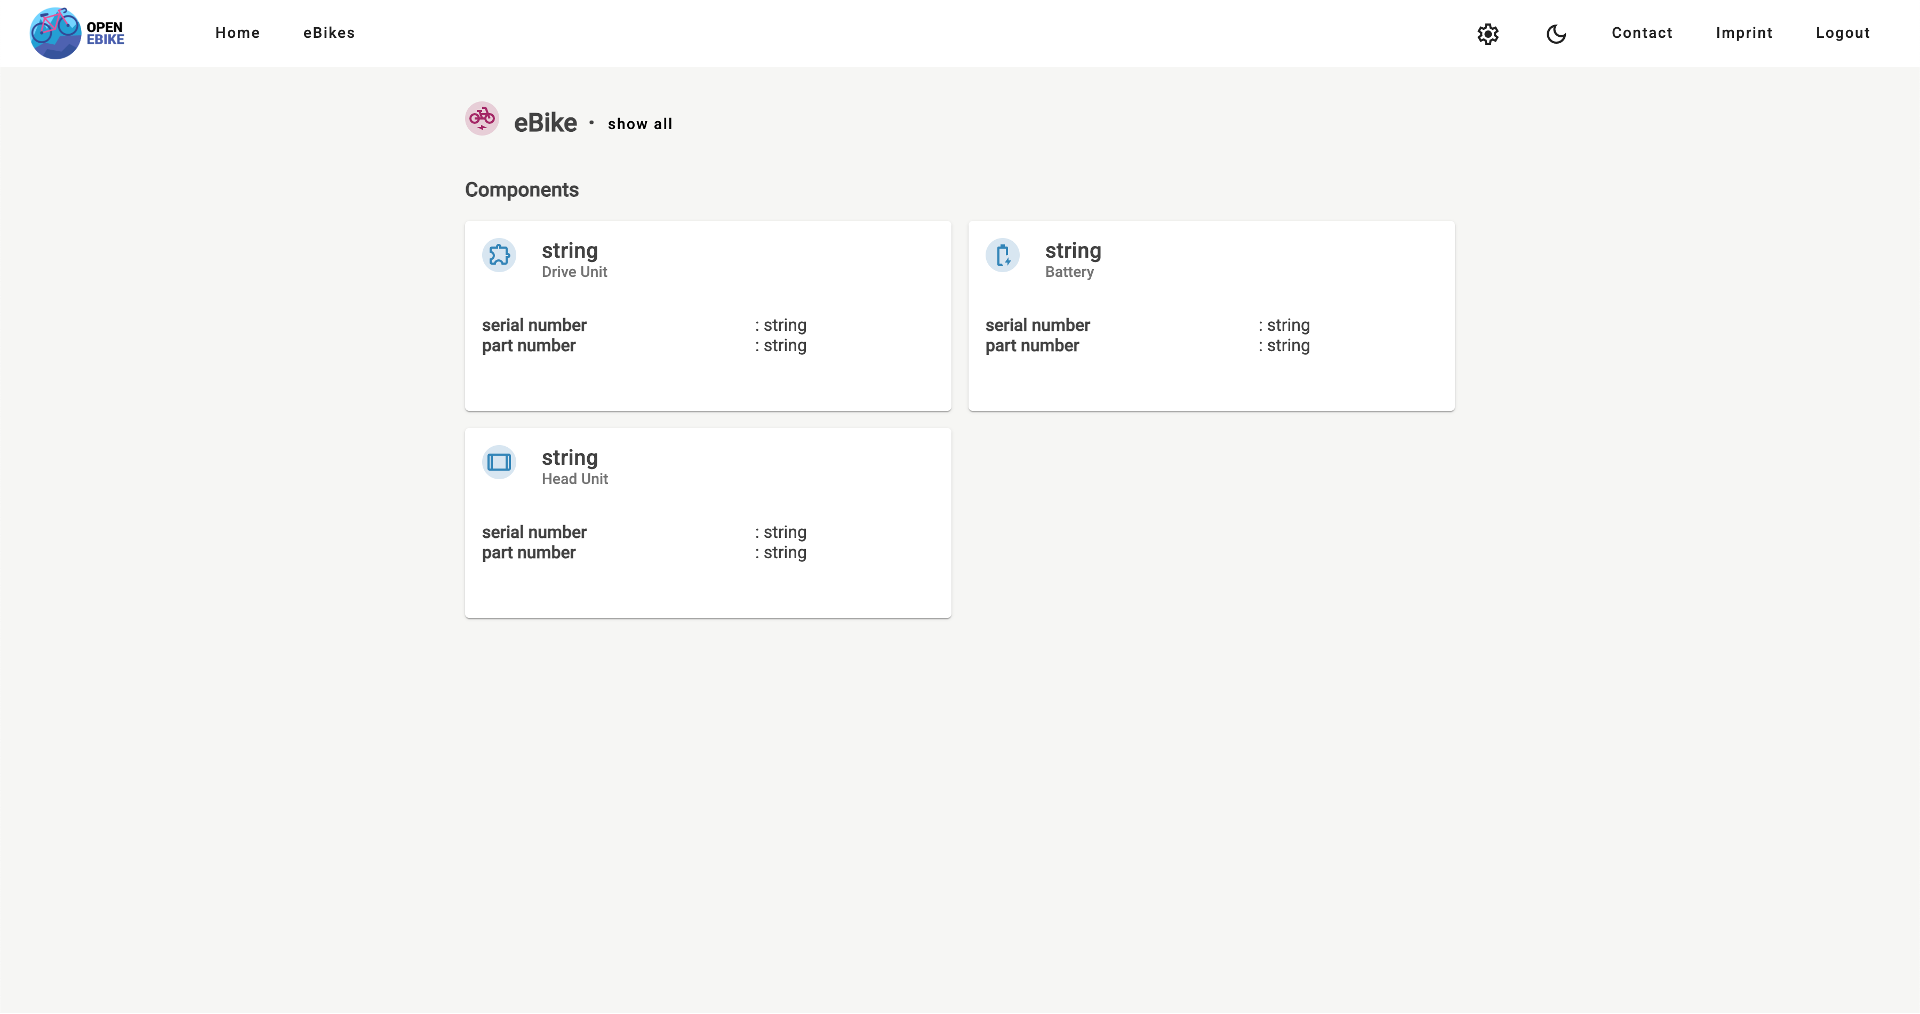 OPEN
EBIKE
Home
eBikes
Contact
Imprint
Logout
eBike · show all
Components
string
Drive Unit
serial number : string
part number : string
string
Battery
serial number : string
part number : string
string
Head Unit
serial number : string
part number : string